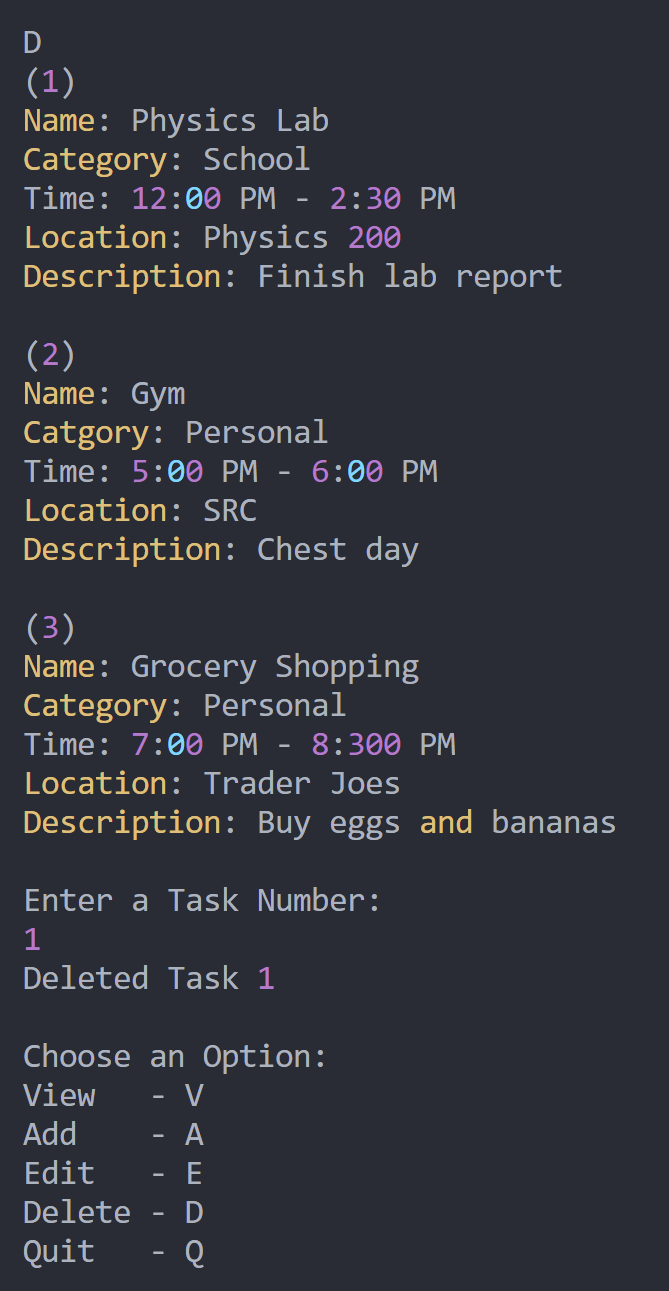 D
(1)
Name: Physics Lab
Category: School
Time: 12:00 PM - 2:30 PM
Location: Physics 200
Description: Finish lab report

(2)
Name: Gym
Catgory: Personal
Time: 5:00 PM - 6:00 PM
Location: SRC
Description: Chest day

(3)
Name: Grocery Shopping
Category: Personal
Time: 7:00 PM - 8:300 PM
Location: Trader Joes
Description: Buy eggs and bananas

Enter a Task Number:
1
Deleted Task 1

Choose an Option:
View   - V
Add    - A
Edit   - E
Delete - D
Quit   - Q